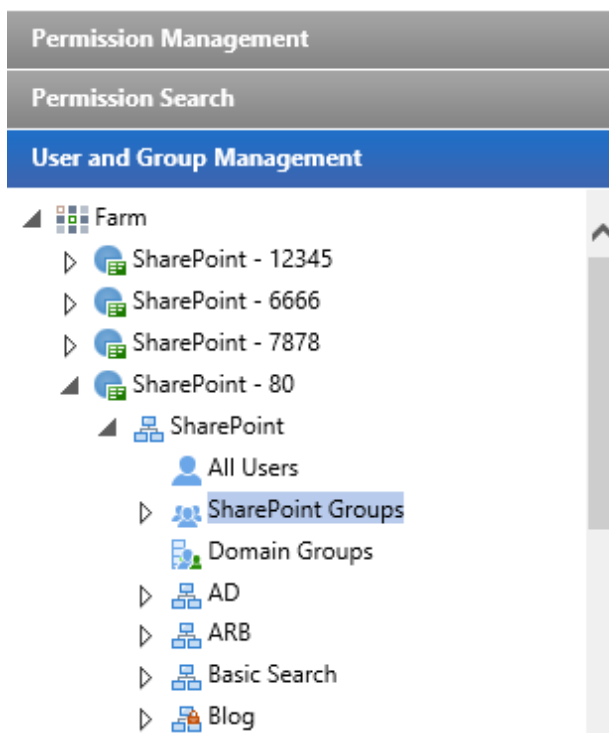 Permission Management
Permission Search
User and Group Management
Farm
SharePoint - 12345
SharePoint - 6666
SharePoint - 7878
SharePoint - 80
SharePoint
All Users
SharePoint Groups
Domain Groups
AD
ARB
Basic Search
Blog